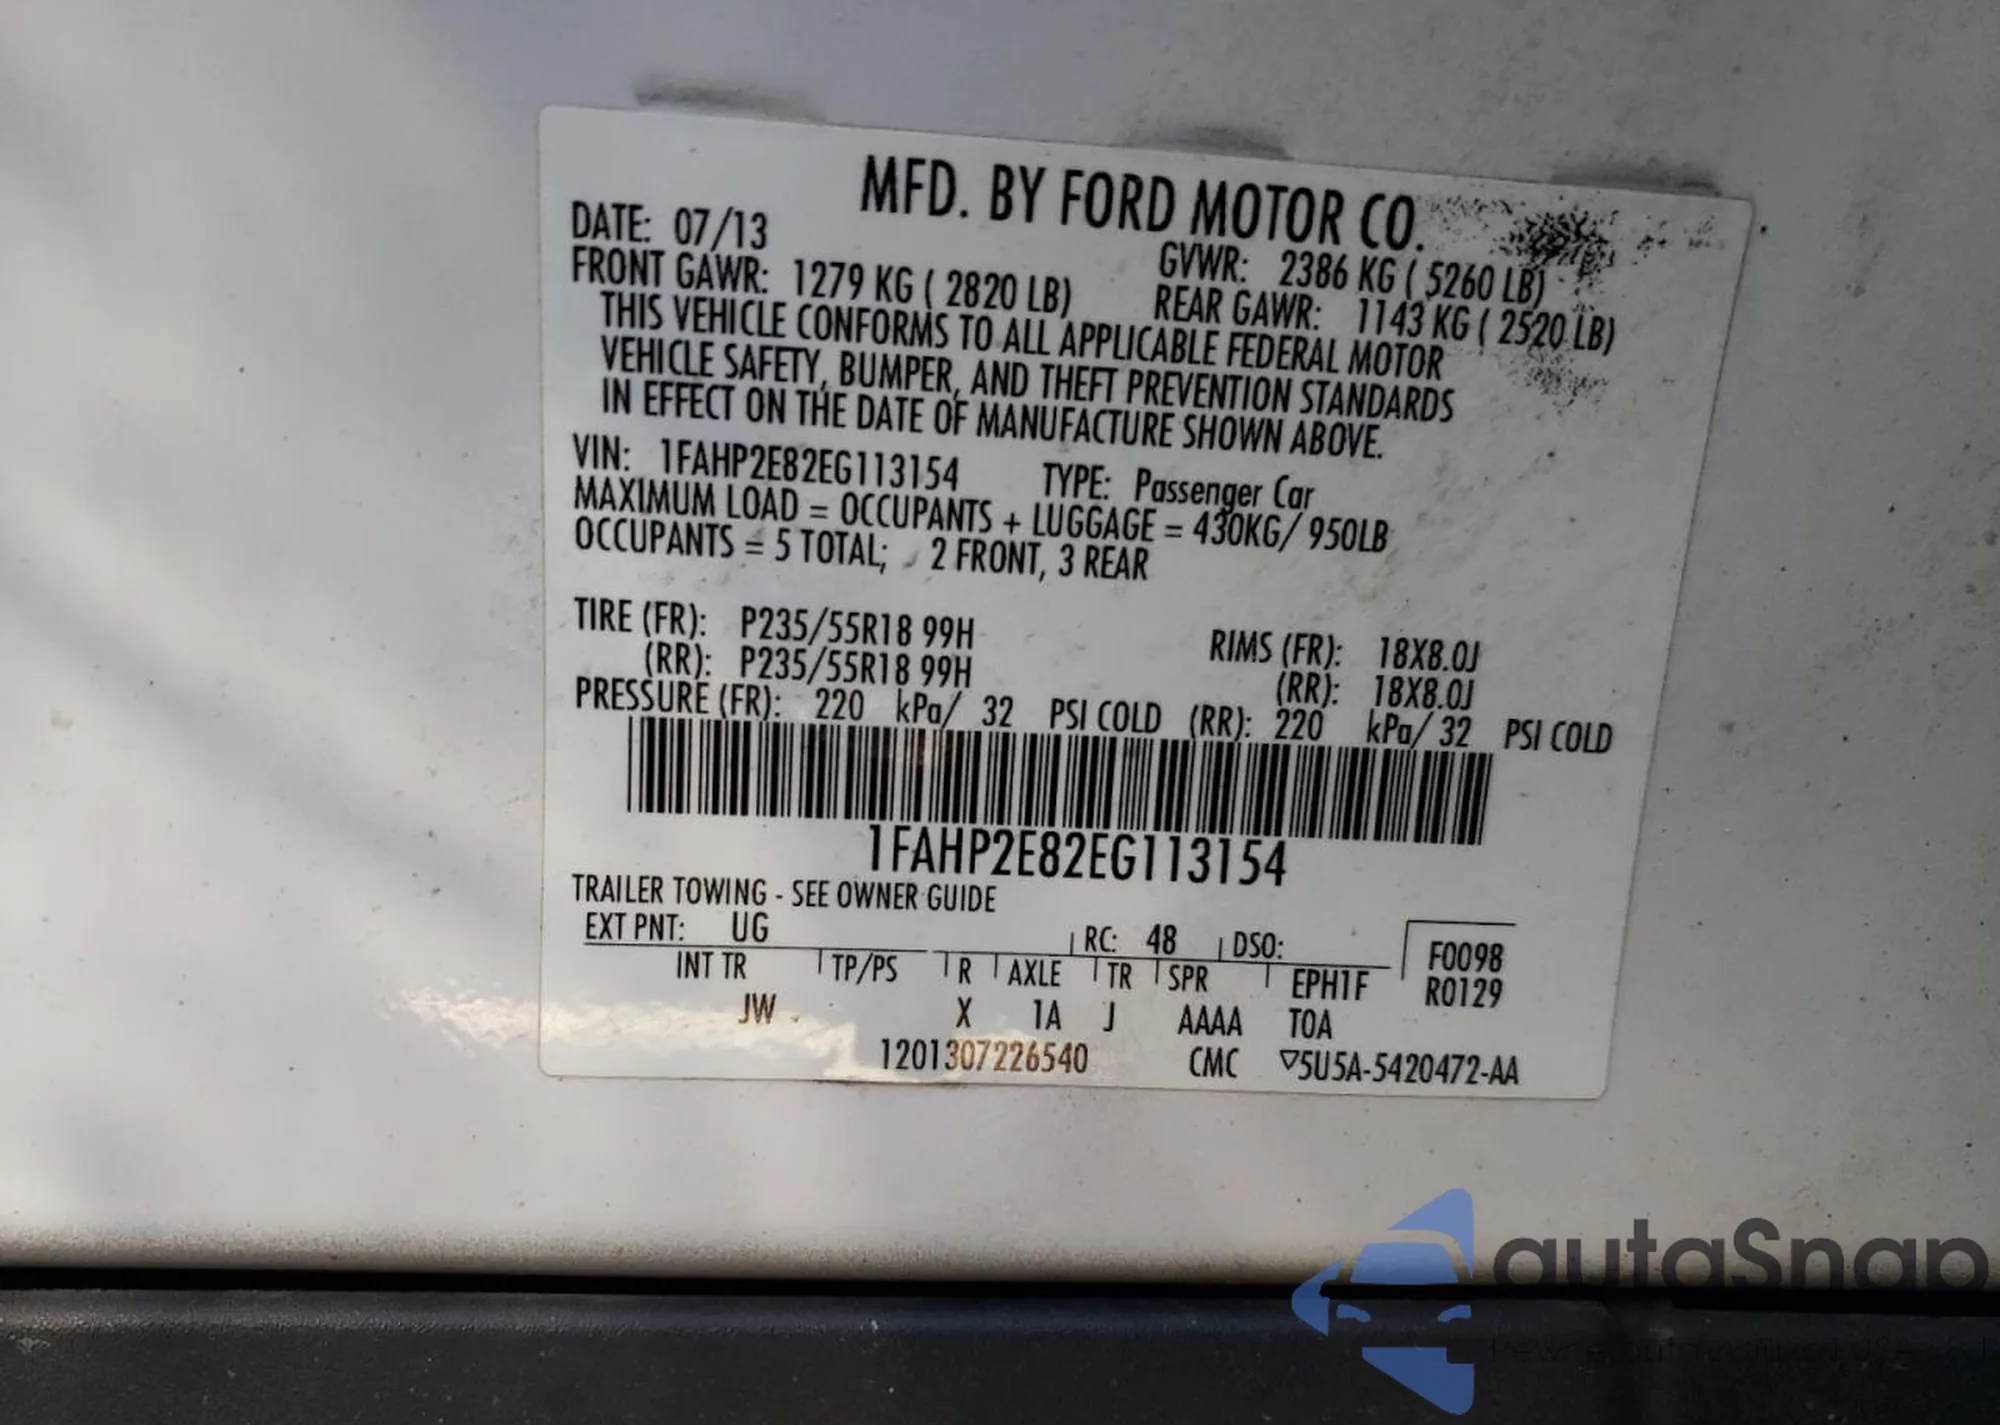 MFD. BY FORD MOTOR CO.
DATE: 07/13 GVWR: 2386 KG ( 5260 LB)
FRONT GAWR: 1279 KG ( 2820 LB) REAR GAWR: 1143 KG ( 2520 LB)
THIS VEHICLE CONFORMS TO ALL APPLICABLE FEDERAL MOTOR
VEHICLE SAFETY, BUMPER, AND THEFT PREVENTION STANDARDS
IN EFFECT ON THE DATE OF MANUFACTURE SHOWN ABOVE.
VIN: 1FAHP2E82EG113154 TYPE: Passenger Car
MAXIMUM LOAD = OCCUPANTS + LUGGAGE = 430KG/ 950LB
OCCUPANTS = 5 TOTAL; 2 FRONT, 3 REAR
TIRE (FR): P235/55R18 99H RIMS (FR): 18X8.0J
(RR): P235/55R18 99H (RR): 18X8.0J
PRESSURE (FR): 220 kPa/ 32 PSI COLD (RR): 220 kPa/ 32 PSI COLD
1FAHP2E82EG113154
TRAILER TOWING - SEE OWNER GUIDE
EXT PNT: UG RC: 48 DSO: F0098
INT TR TP/PS R AXLE TR SPR EPH1F R0129
JW X 1A J AAAA TOA
1201307226540 CMC ▽5U5A-5420472-AA
autaSnap